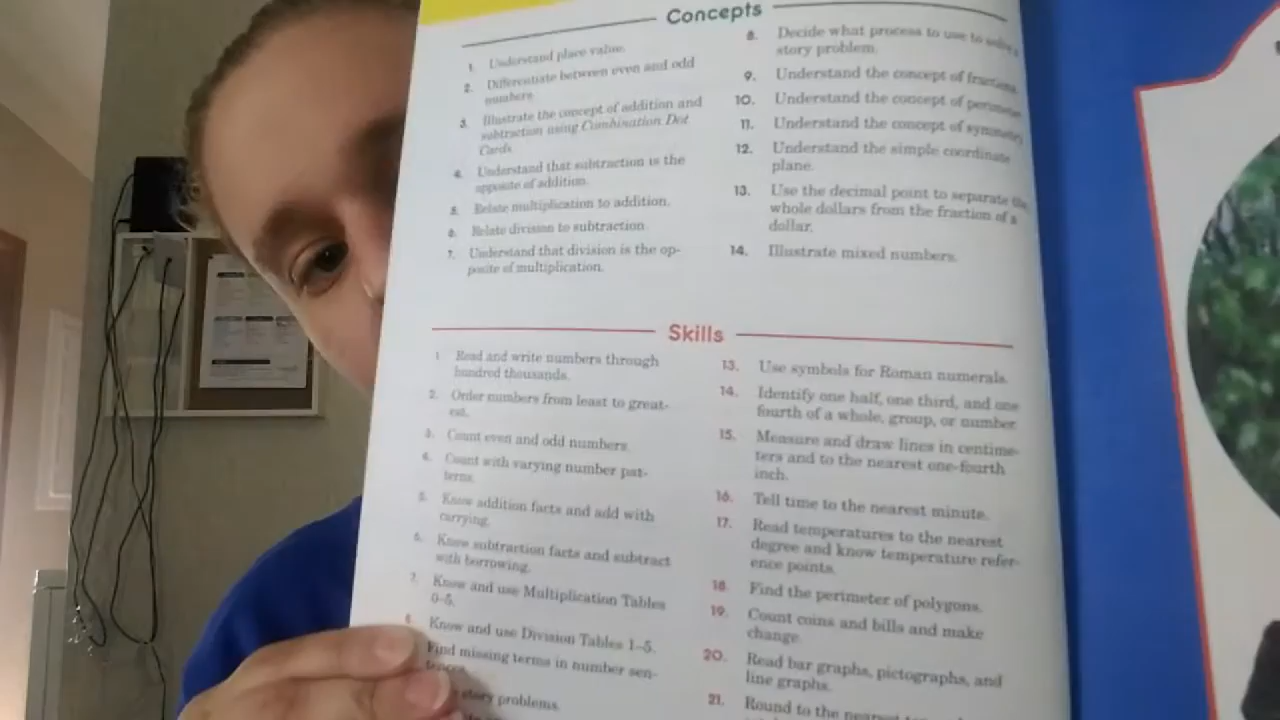 Concepts
1. Understand place value.
2. Differentiate between even and odd
numbers.
3. Illustrate the concept of addition and
subtraction using Combination Dot
Cards.
4. Understand that subtraction is the
opposite of addition.
5. Relate multiplication to addition.
6. Relate division to subtraction.
7. Understand that division is the op-
posite of multiplication.
8. Decide what process to use to solve a
story problem.
9. Understand the concept of fractions.
10. Understand the concept of perimeter.
11. Understand the concept of symmetry.
12. Understand the simple coordinate
plane.
13. Use the decimal point to separate the
whole dollars from the fraction of a
dollar.
14. Illustrate mixed numbers.
Skills
1. Read and write numbers through
hundred thousands.
2. Order numbers from least to great-
est.
3. Count even and odd numbers.
4. Count with varying number pat-
terns.
5. Know addition facts and add with
carrying.
6. Know subtraction facts and subtract
with borrowing.
7. Know and use Multiplication Tables
0–5.
8. Know and use Division Tables 1–5.
Find missing terms in number sen-
tences.
story problems.
13. Use symbols for Roman numerals.
14. Identify one half, one third, and one
fourth of a whole, group, or number.
15. Measure and draw lines in centime-
ters and to the nearest one-fourth
inch.
16. Tell time to the nearest minute.
17. Read temperatures to the nearest
degree and know temperature refer-
ence points.
18. Find the perimeter of polygons.
19. Count coins and bills and make
change.
20. Read bar graphs, pictographs, and
line graphs.
21. Round to the nearest